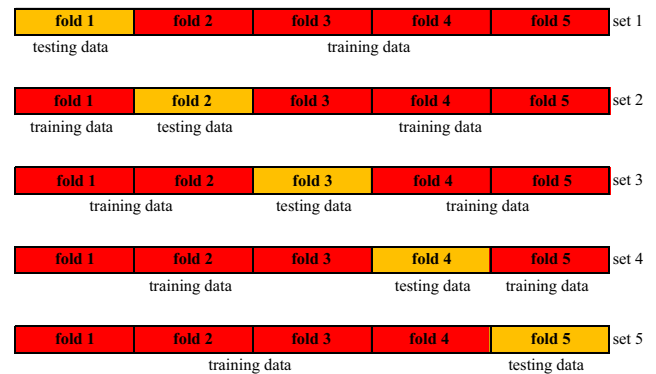 fold 1 fold 2 fold 3 fold 4 fold 5 set 1
testing data training data
fold 1 fold 2 fold 3 fold 4 fold 5 set 2
training data testing data training data
fold 1 fold 2 fold 3 fold 4 fold 5 set 3
training data testing data training data
fold 1 fold 2 fold 3 fold 4 fold 5 set 4
training data testing data training data
fold 1 fold 2 fold 3 fold 4 fold 5 set 5
training data testing data